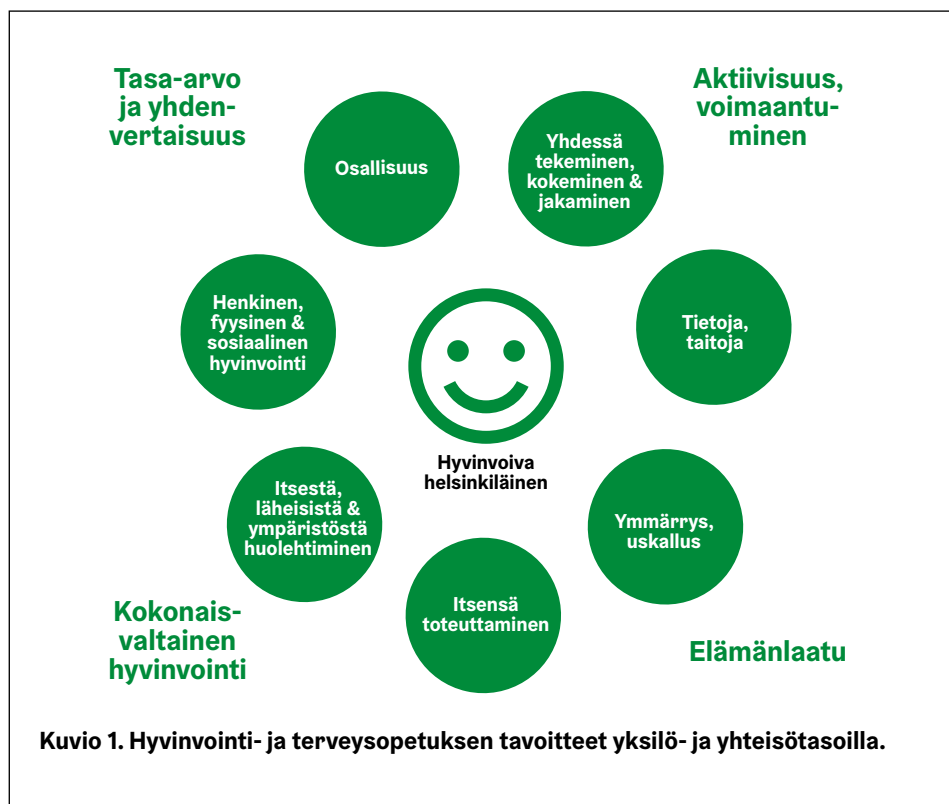 Tasa-arvo
ja yhden-
vertaisuus
Aktiivisuus,
voimaantu-
minen
Osallisuus
Yhdessä
tekeminen,
kokeminen &
jakaminen
Henkinen,
fyysinen &
sosiaalinen
hyvinvointi
Tietoja,
taitoja
Hyvinvoiva
helsinkiläinen
Itsestä,
läheisistä &
ympäristöstä
huolehtiminen
Ymmärrys,
uskallus
Itsensä
toteuttaminen
Kokonais-
valtainen
hyvinvointi
Elämänlaatu
Kuvio 1. Hyvinvointi- ja terveysopetuksen tavoitteet yksilö- ja yhteisötasoilla.